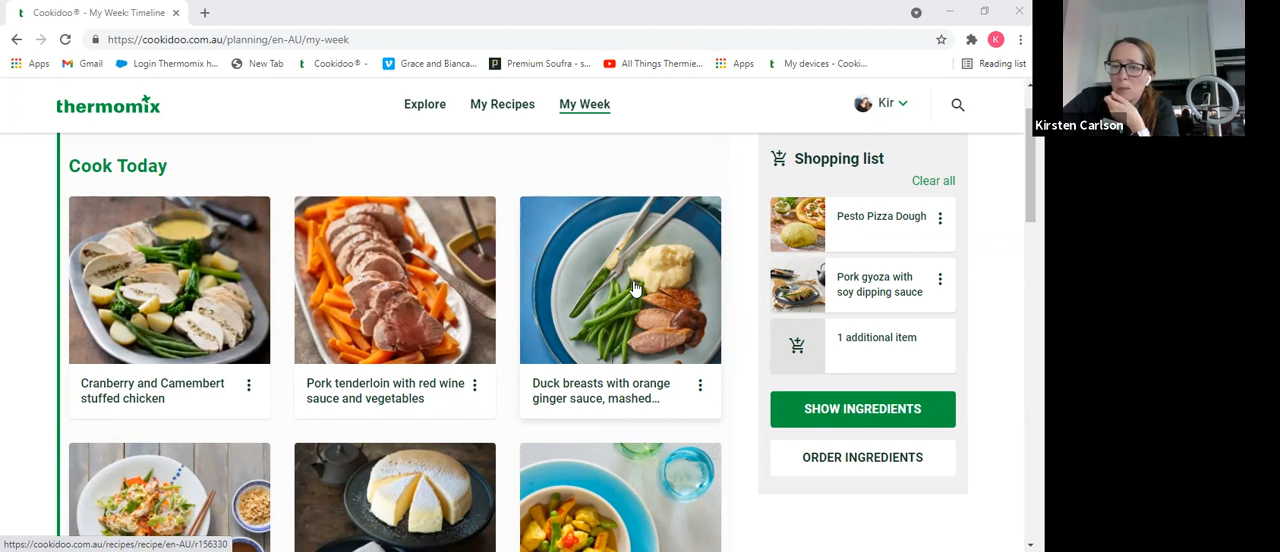 Cookidoo® - My Week: Timeline
https://cookidoo.com.au/planning/en-AU/my-week
K
Apps
Gmail
Login Thermomix h...
New Tab
Cookidoo® -
Grace and Bianca...
Premium Soufra - s...
All Things Thermie...
Apps
My devices - Cooki...
Reading list
thermomix
Explore
My Recipes
My Week
Kir
Kirsten Carlson
Cook Today
Cranberry and Camembert
stuffed chicken
Pork tenderloin with red wine
sauce and vegetables
Duck breasts with orange
ginger sauce, mashed...
Shopping list
Clear all
Pesto Pizza Dough
Pork gyoza with
soy dipping sauce
1 additional item
SHOW INGREDIENTS
ORDER INGREDIENTS
https://cookidoo.com.au/recipes/recipe/en-AU/r156330